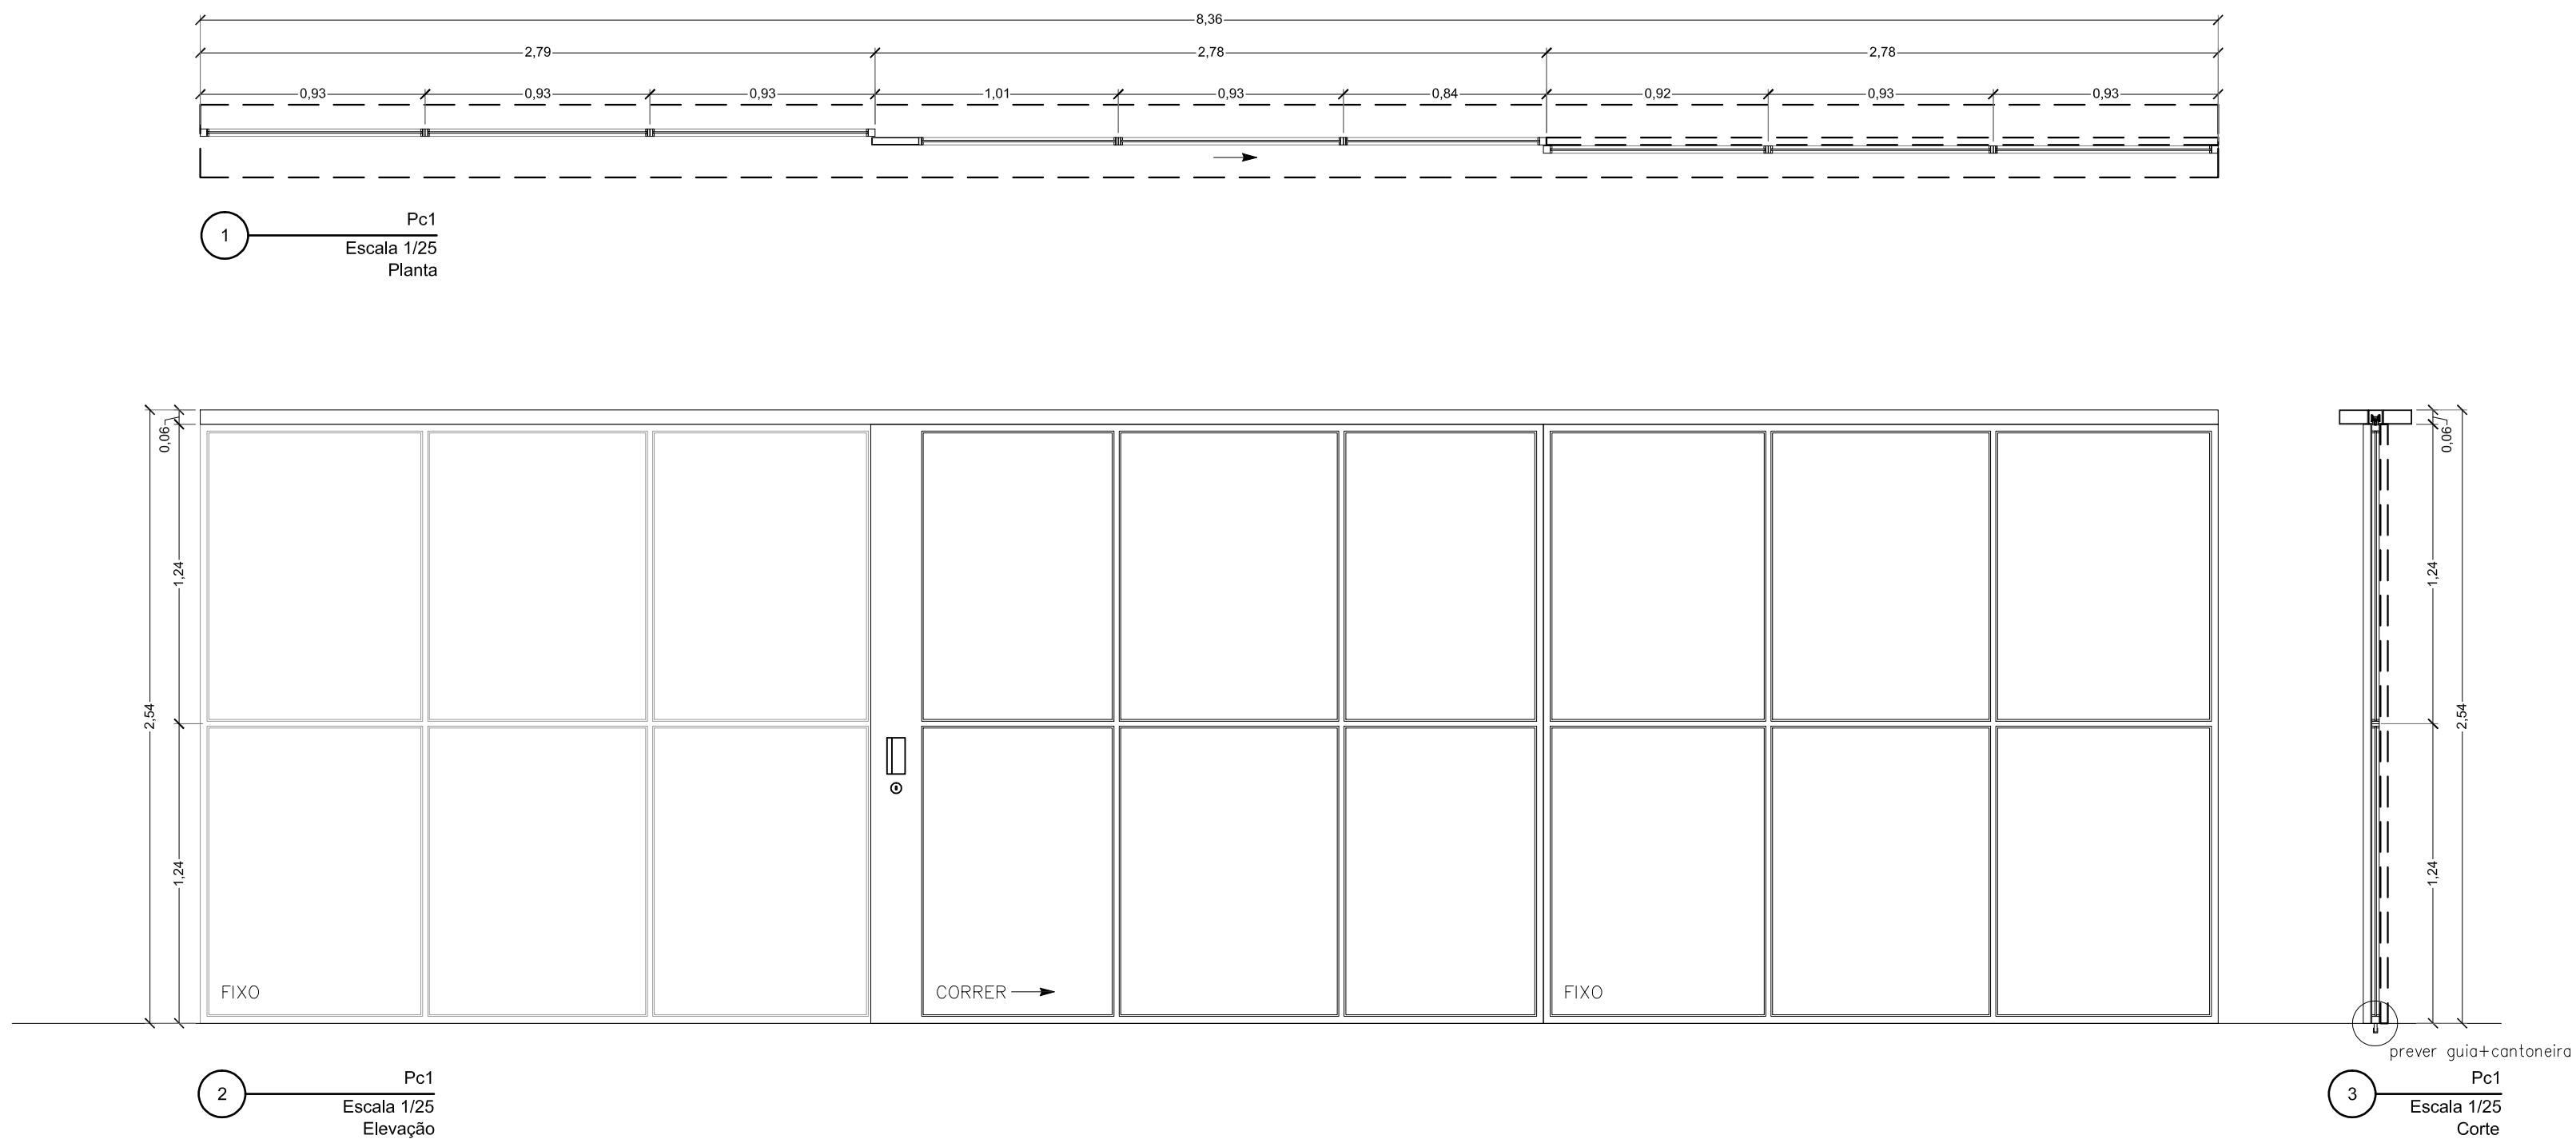 8,36
2,79 2,78 2,78
0,93 0,93 0,93 1,01 0,93 0,84 0,92 0,93 0,93
1
Pc1
Escala 1/25
Planta
0,06
1,24
2,54
1,24
FIXO
CORRER
FIXO
0,06
1,24
2,54
1,24
prever guia+cantoneira
2
Pc1
Escala 1/25
Elevação
3
Pc1
Escala 1/25
Corte